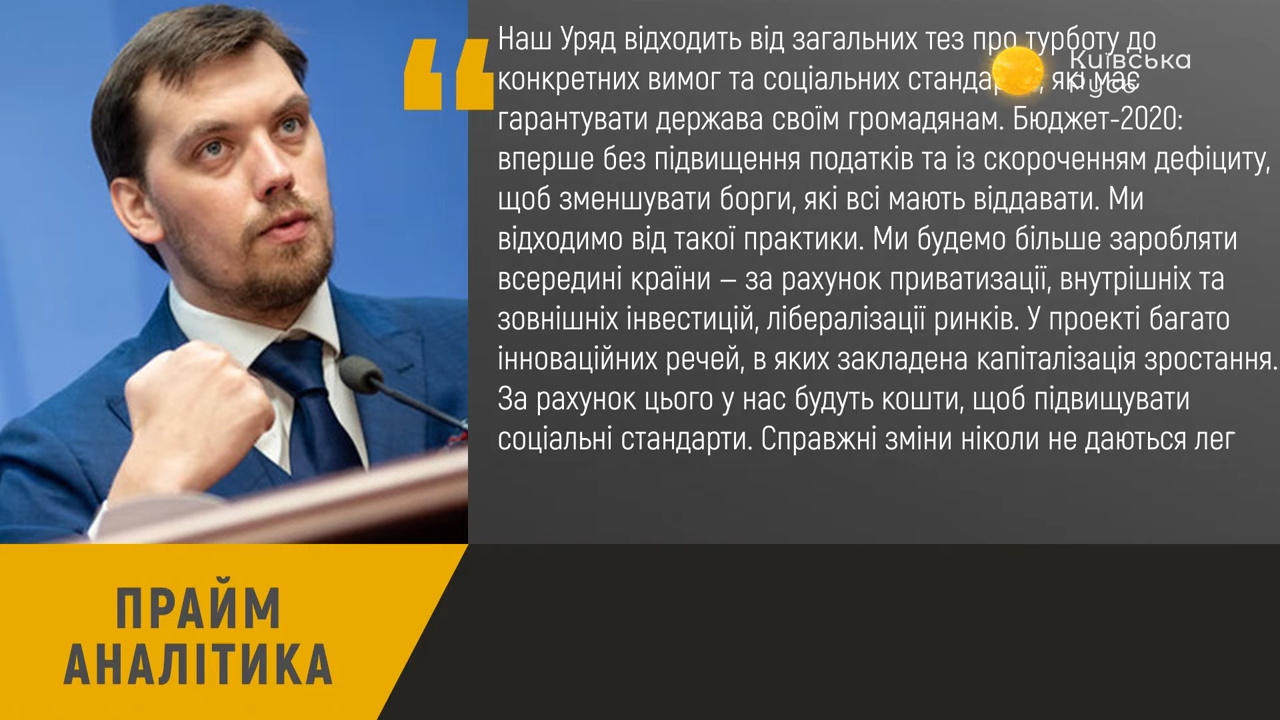 Наш Уряд відходить від загальних тез про турботу до
конкретних вимог та соціальних стандартів, які має
гарантувати держава своїм громадянам. Бюджет-2020:
вперше без підвищення податків та із скороченням дефіциту,
щоб зменшувати борги, які всі мають віддавати. Ми
відходимо від такої практики. Ми будемо більше заробляти
всередині країни – за рахунок приватизації, внутрішніх та
зовнішніх інвестицій, лібералізації ринків. У проекті багато
інноваційних речей, в яких закладена капіталізація зростання.
За рахунок цього у нас будуть кошти, щоб підвищувати
соціальні стандарти. Справжні зміни ніколи не даються лег
Київська
Русь
ПРАЙМ
АНАЛІТИКА